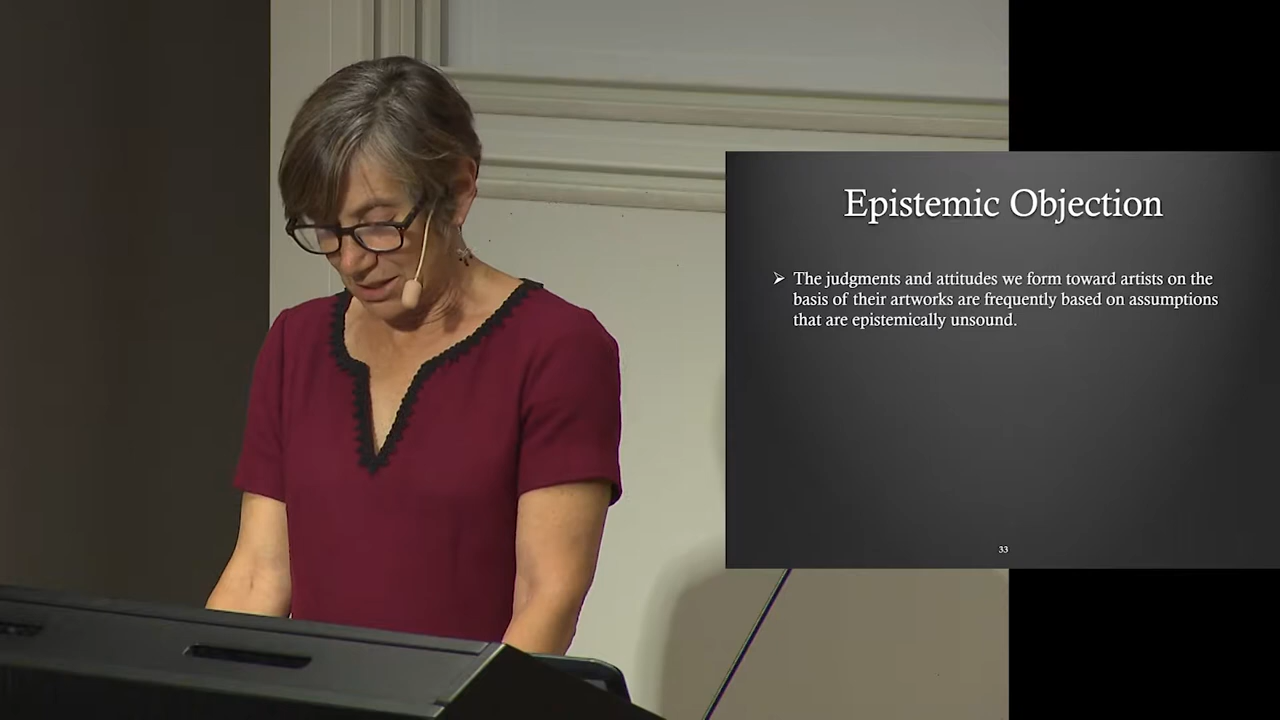 Epistemic Objection
➢ The judgments and attitudes we form toward artists on the
basis of their artworks are frequently based on assumptions
that are epistemically unsound.
33